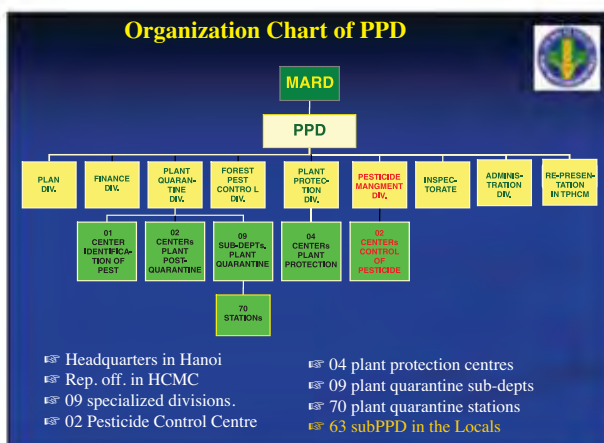 Organization Chart of PPD
MARD
PPD
PLAN
DIV.
FINANCE
DIV.
PLANT
QUARAN-
TINE
DIV.
FOREST
PEST
CONTRO L
DIV.
PLANT
PROTEC-
TION
DIV.
PESTICIDE
MANGMENT
DIV.
INSPEC-
TORATE
ADMINIS-
TRATION
DIV.
RE-PRESEN-
TATION
IN TPHCM
01
CENTER
IDENTIFICA-
TION OF
PEST
02
CENTERs
PLANT
POST-
QUARANTINE
09
SUB-DEPTs.
PLANT
QUARANTINE
04
CENTERs
PLANT
PROTECTION
02
CENTERs
CONTROL
OF
PESTICIDE
70
STATIONs
☞ Headquarters in Hanoi
☞ Rep. off. in HCMC
☞ 09 specialized divisions.
☞ 02 Pesticide Control Centre
☞ 04 plant protection centres
☞ 09 plant quarantine sub-depts
☞ 70 plant quarantine stations
☞ 63 subPPD in the Locals